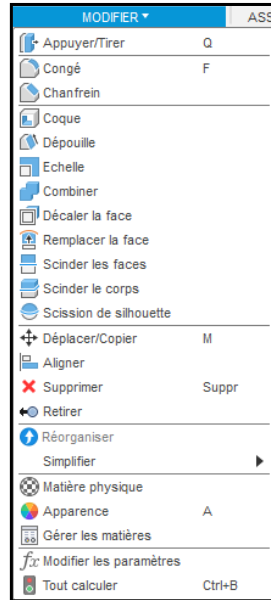 MODIFIER ASS
Appuyer/Tirer Q
Congé F
Chanfrein
Coque
Dépouille
Echelle
Combiner
Décaler la face
Remplacer la face
Scinder les faces
Scinder le corps
Scission de silhouette
Déplacer/Copier M
Aligner
Supprimer Suppr
Retirer
Réorganiser
Simplifier
Matière physique
Apparence A
Gérer les matières
fx Modifier les paramètres
Tout calculer Ctrl+B